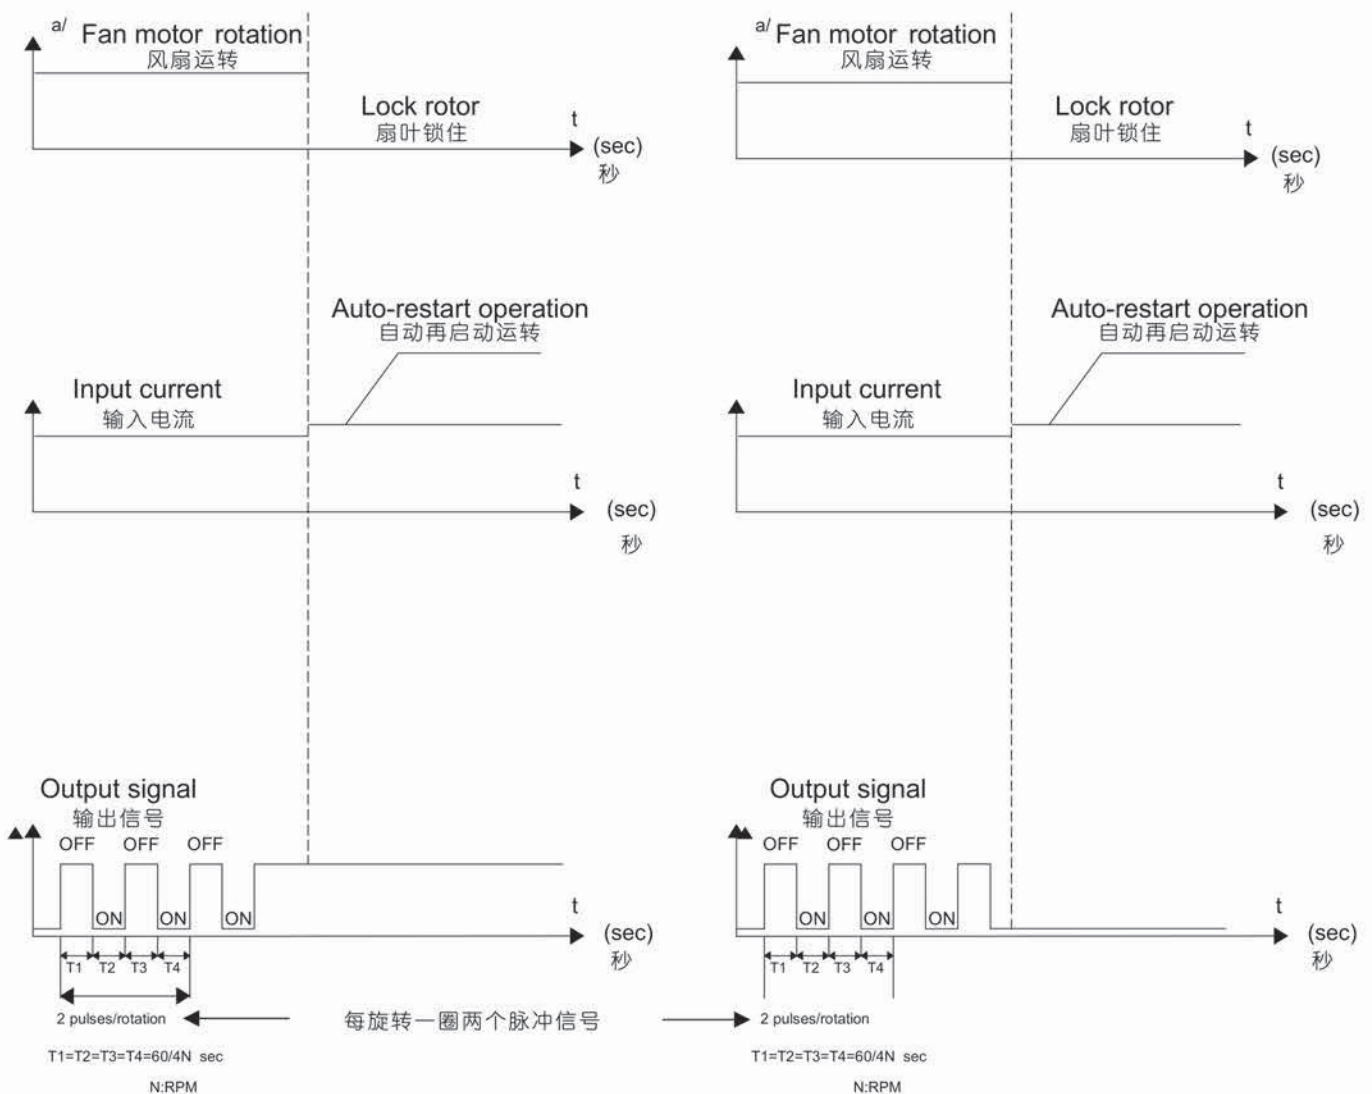 a/ Fan motor rotation
风扇运转
Lock rotor
扇叶锁住
t
(sec)
秒
Auto-restart operation
自动再启动运转
Input current
输入电流
t
(sec)
秒
Output signal
输出信号
OFF OFF OFF
ON ON ON
t
(sec)
秒
T1 T2 T3 T4
2 pulses/rotation
T1=T2=T3=T4=60/4N sec
N:RPM
每旋转一圈两个脉冲信号
a/ Fan motor rotation
风扇运转
Lock rotor
扇叶锁住
t
(sec)
秒
Auto-restart operation
自动再启动运转
Input current
输入电流
t
(sec)
秒
Output signal
输出信号
OFF OFF OFF
ON ON ON
t
(sec)
秒
T1 T2 T3 T4
2 pulses/rotation
T1=T2=T3=T4=60/4N sec
N:RPM